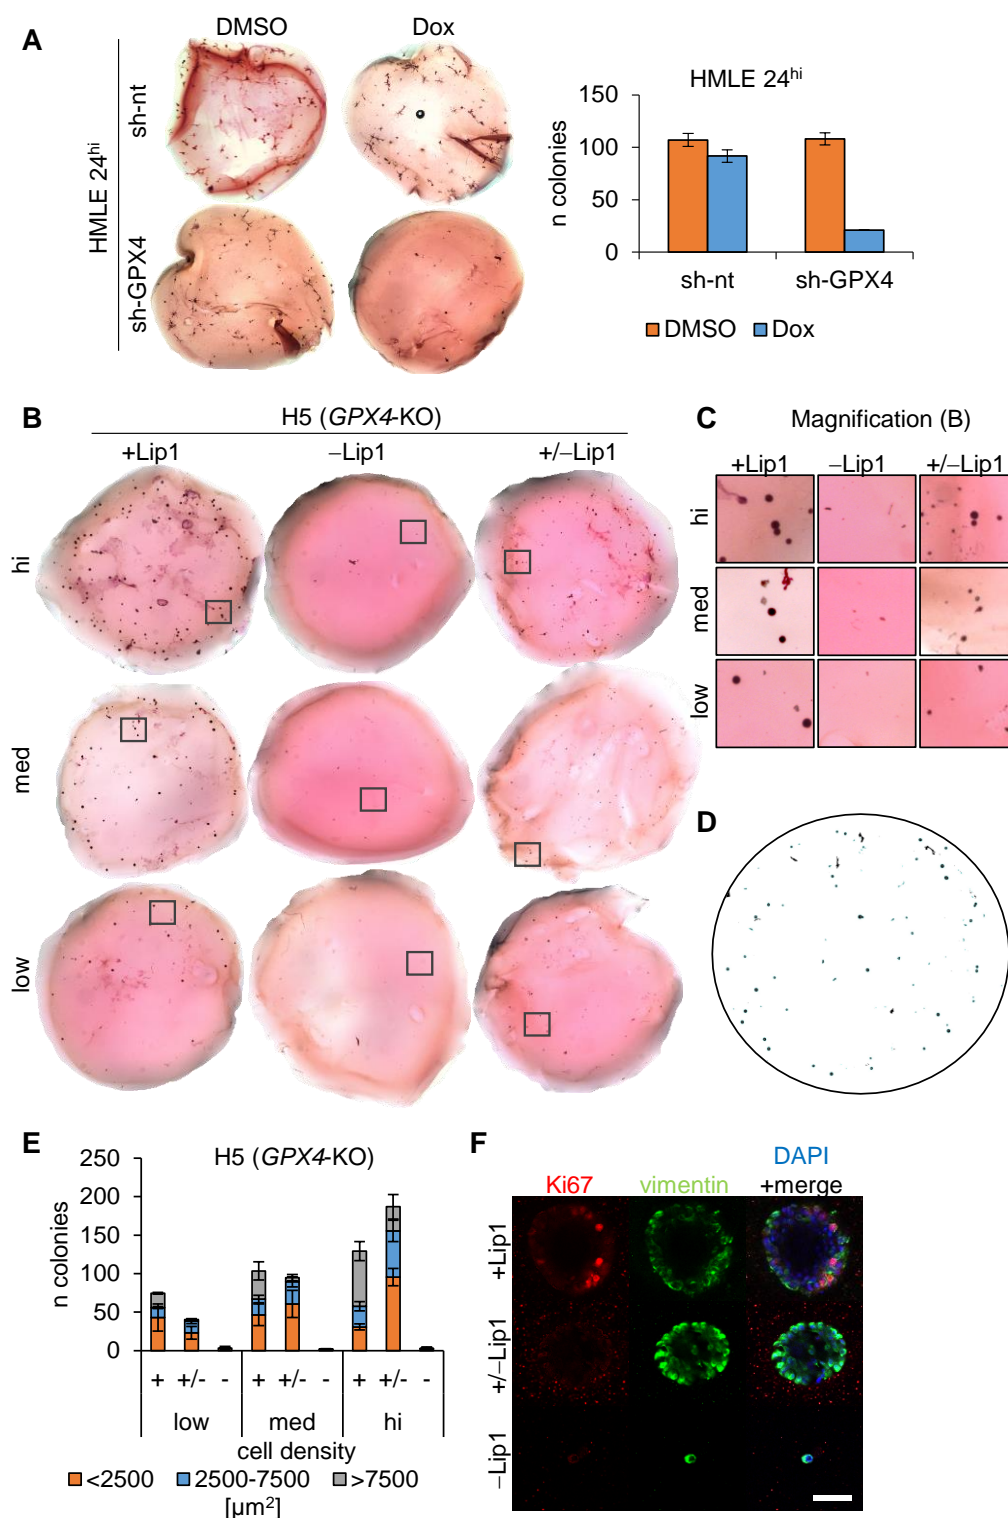 A
DMSO
Dox
HMLE 24hi
sh-nt
sh-GPX4
HMLE 24hi
n colonies
150
100
50
0
sh-nt
sh-GPX4
DMSO
Dox
B
H5 (GPX4-KO)
+Lip1
−Lip1
+/−Lip1
hi
med
low
C
Magnification (B)
+Lip1
−Lip1
+/−Lip1
hi
med
low
D
E
H5 (GPX4-KO)
n colonies
250
200
150
100
50
0
+ +/- - + +/- - + +/- -
low med hi
cell density
<2500 2500-7500 >7500
[µm²]
F
DAPI
Ki67 vimentin +merge
+Lip1
+/−Lip1
−Lip1